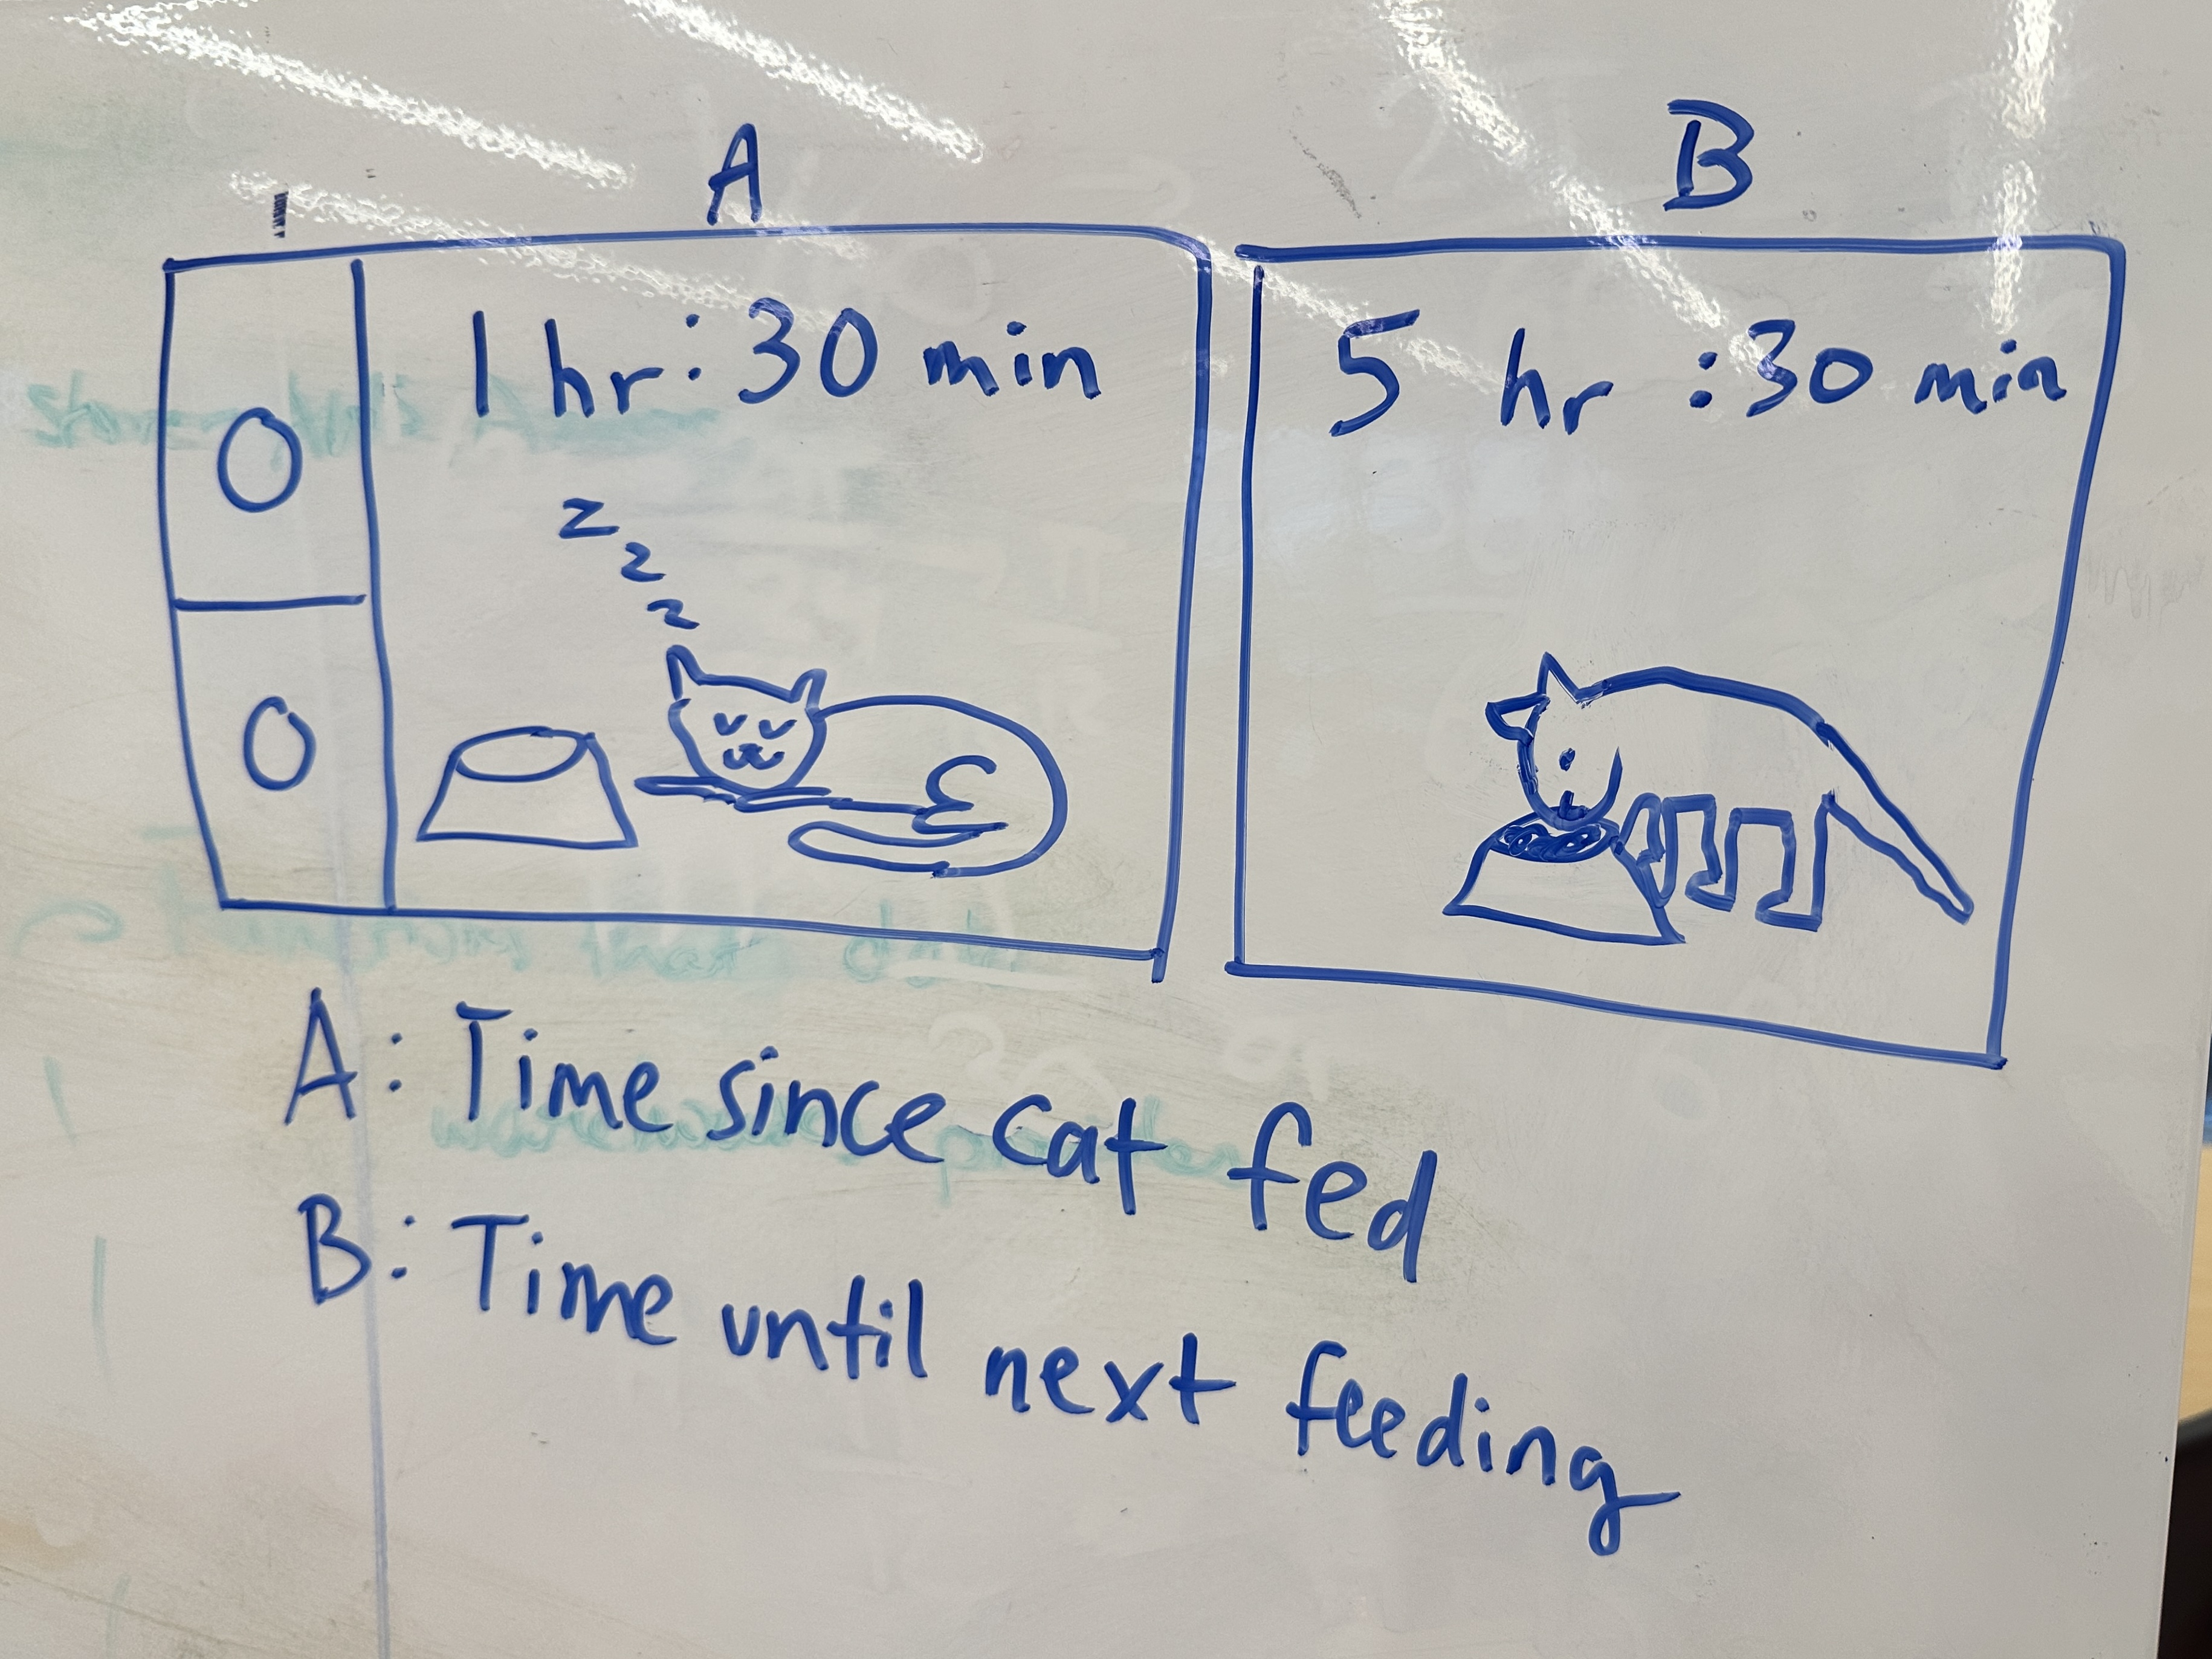 A
B
1 hr: 30 min
5 hr :30 min
z
z
z
A: Time since cat fed
B: Time until next feeding